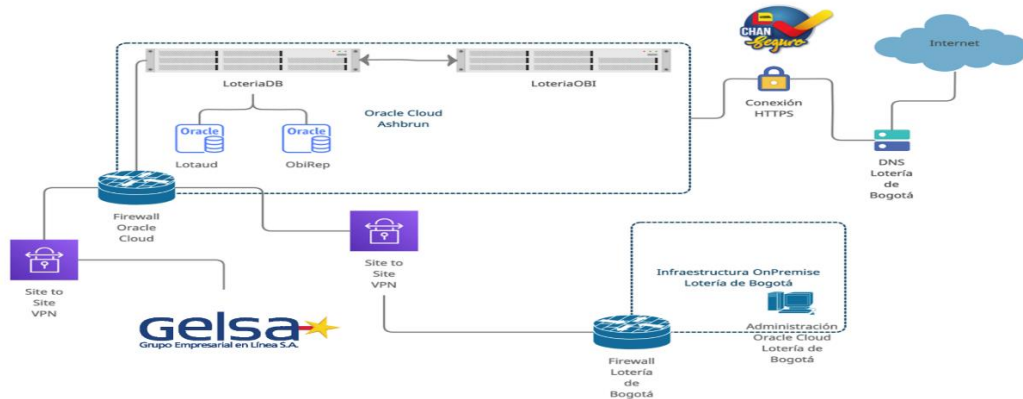 CHAN
Seguro
Internet
LoteriaDB
LoteriaOBI
Oracle Cloud
Ashbrun
Conexión
HTTPS
Oracle
Oracle
Lotaud
ObiRep
DNS
Lotería
de
Bogotá
Firewall
Oracle
Cloud
Site to
Site
VPN
Site to
Site
VPN
Infraestructura OnPremise
Lotería de Bogotá
Gelsa
Grupo Empresarial en Línea S.A.
Administración
Oracle Cloud
Lotería de
Bogotá
Firewall
Lotería
de
Bogotá